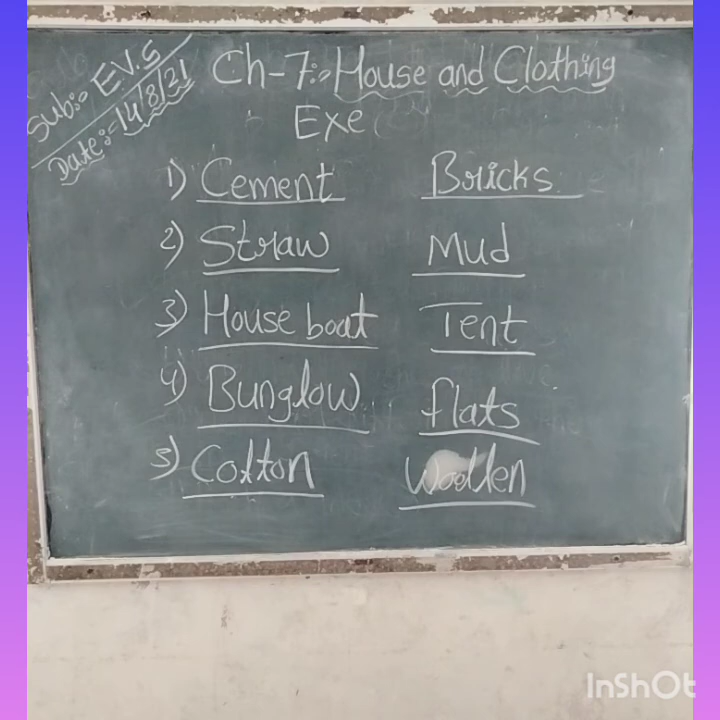 Sub:- E.V.S
Date:- 14/8/21
Ch-7:- House and Clothing
Exe
1) Cement Bricks
2) Straw Mud
3) House boat Tent
4) Bunglow flats
5) Cotton Woollen
InShOt